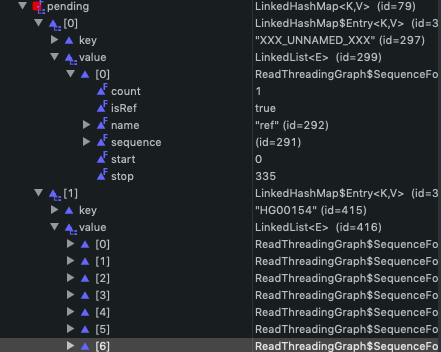 pending LinkedHashMap<K,V> (id=79)
[0] LinkedHashMap$Entry<K,V> (id=3
key "XXX_UNNAMED_XXX" (id=297)
value LinkedList<E> (id=299)
[0] ReadThreadingGraph$SequenceFo
count 1
isRef true
name "ref" (id=292)
sequence (id=291)
start 0
stop 335
[1] LinkedHashMap$Entry<K,V> (id=3
key "HG00154" (id=415)
value LinkedList<E> (id=416)
[0] ReadThreadingGraph$SequenceFo
[1] ReadThreadingGraph$SequenceFo
[2] ReadThreadingGraph$SequenceFo
[3] ReadThreadingGraph$SequenceFo
[4] ReadThreadingGraph$SequenceFo
[5] ReadThreadingGraph$SequenceFo
[6] ReadThreadingGraph$SequenceFo